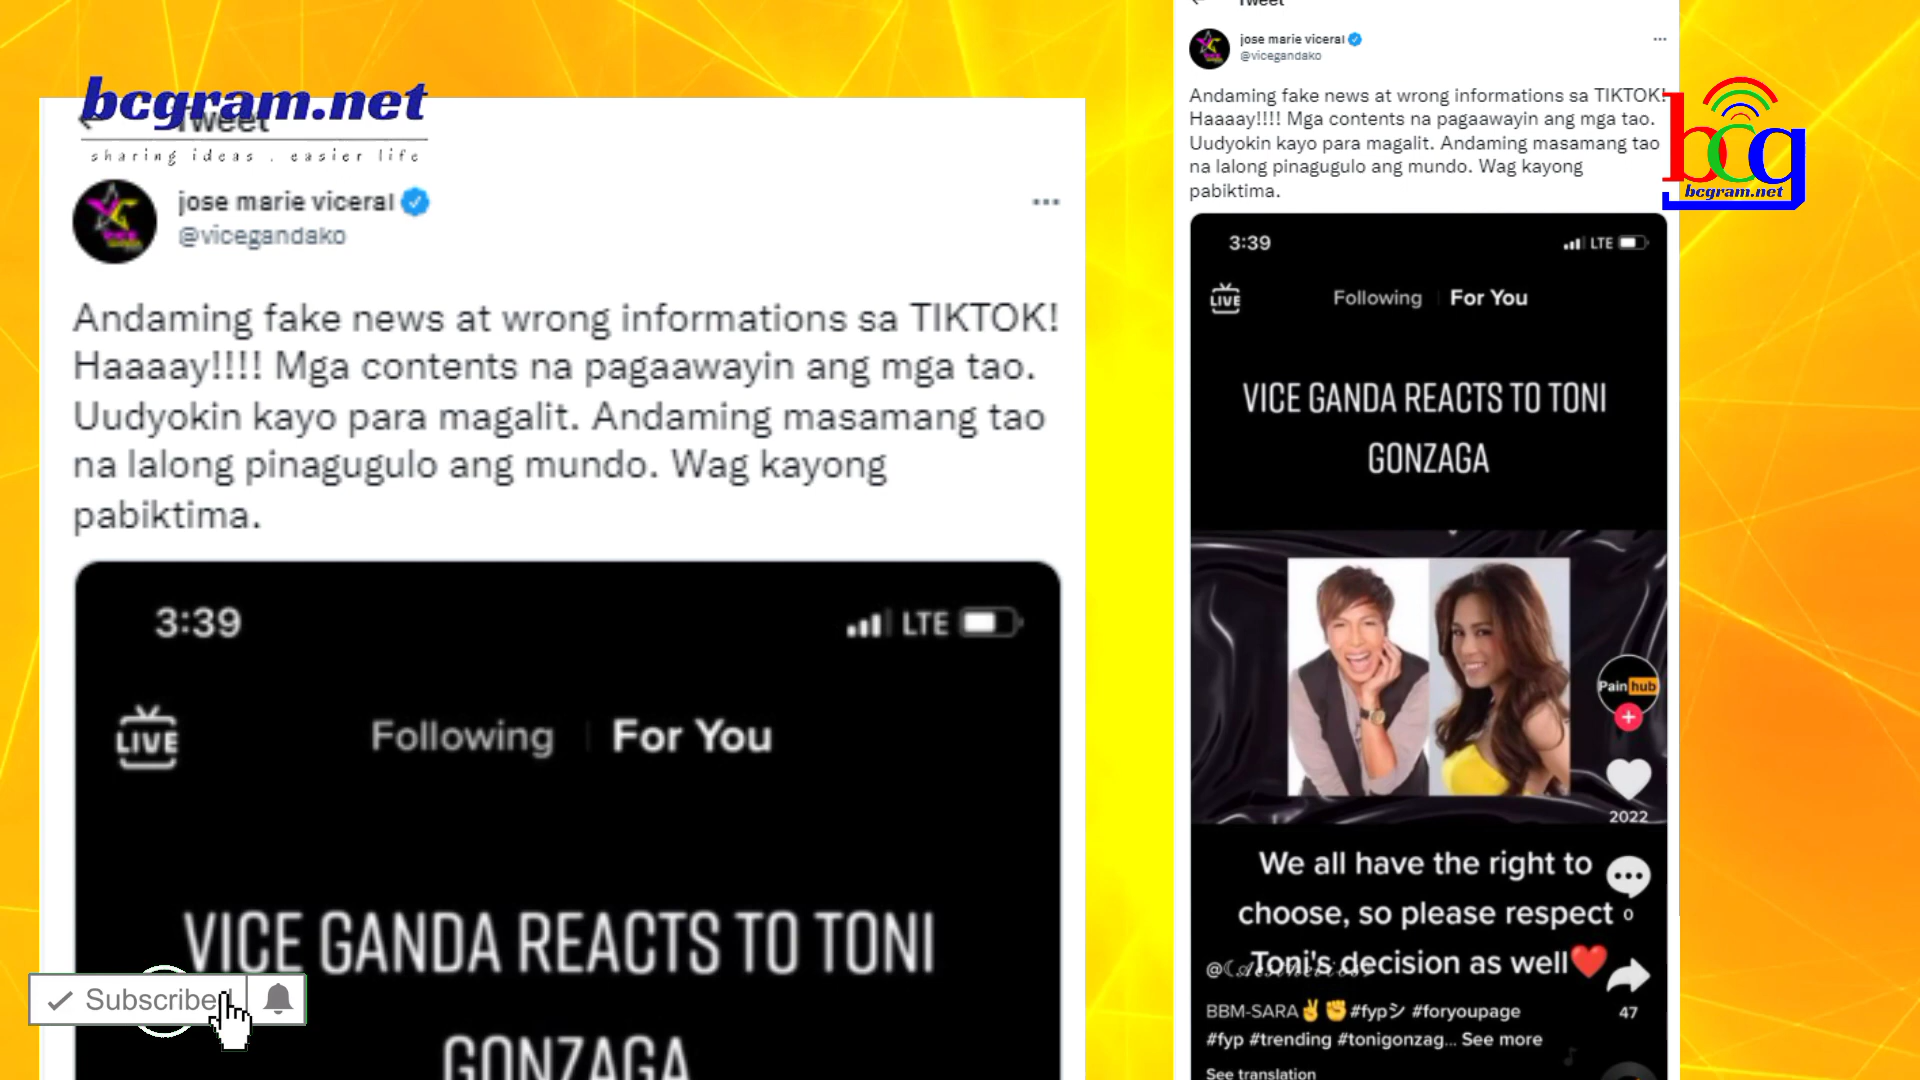 bcgram.net
Tweet
sharing ideas . easier life
jose marie viceral
@vicegandako
Andaming fake news at wrong informations sa TIKTOK!
Haaaay!!!! Mga contents na pagaawayin ang mga tao.
Uudyokin kayo para magalit. Andaming masamang tao
na lalong pinagugulo ang mundo. Wag kayong
pabiktima.
3:39
LTE
LIVE
Following
For You
VICE GANDA REACTS TO TONI
GONZAGA
Subscribed
Tweet
jose marie viceral
@vicegandako
Andaming fake news at wrong informations sa TIKTOK!
Haaaay!!!! Mga contents na pagaawayin ang mga tao.
Uudyokin kayo para magalit. Andaming masamang tao
na lalong pinagugulo ang mundo. Wag kayong
pabiktima.
bcg
bcgram.net
3:39
LTE
LIVE
Following
For You
VICE GANDA REACTS TO TONI
GONZAGA
Pain hub
2022
We all have the right to
choose, so please respect
0
Toni's decision as well❤️
BBM-SARA✌️✊#fypシ #foryoupage
47
#fyp #trending #tonigonzag... See more
See translation